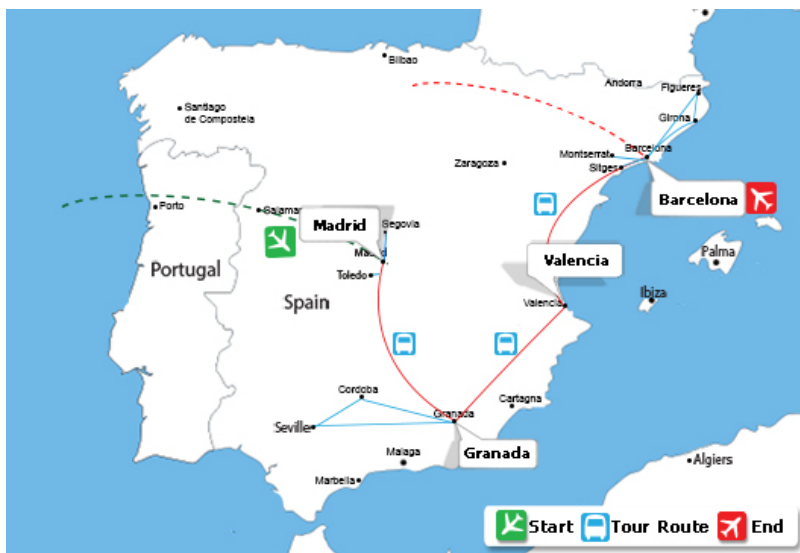 Bilbao
Andorra
Figueres
Santiago
de Compostela
Girona
Barcelona
Montserrat
Sitges
Zaragoza
Barcelona
Porto
Madrid
Segovia
Palma
Valencia
Portugal
Toledo
Spain
Ibiza
Valencia
Cordoba
Cartagna
Granada
Seville
Malaga
Granada
Algiers
Marbella
Start
Tour Route
End